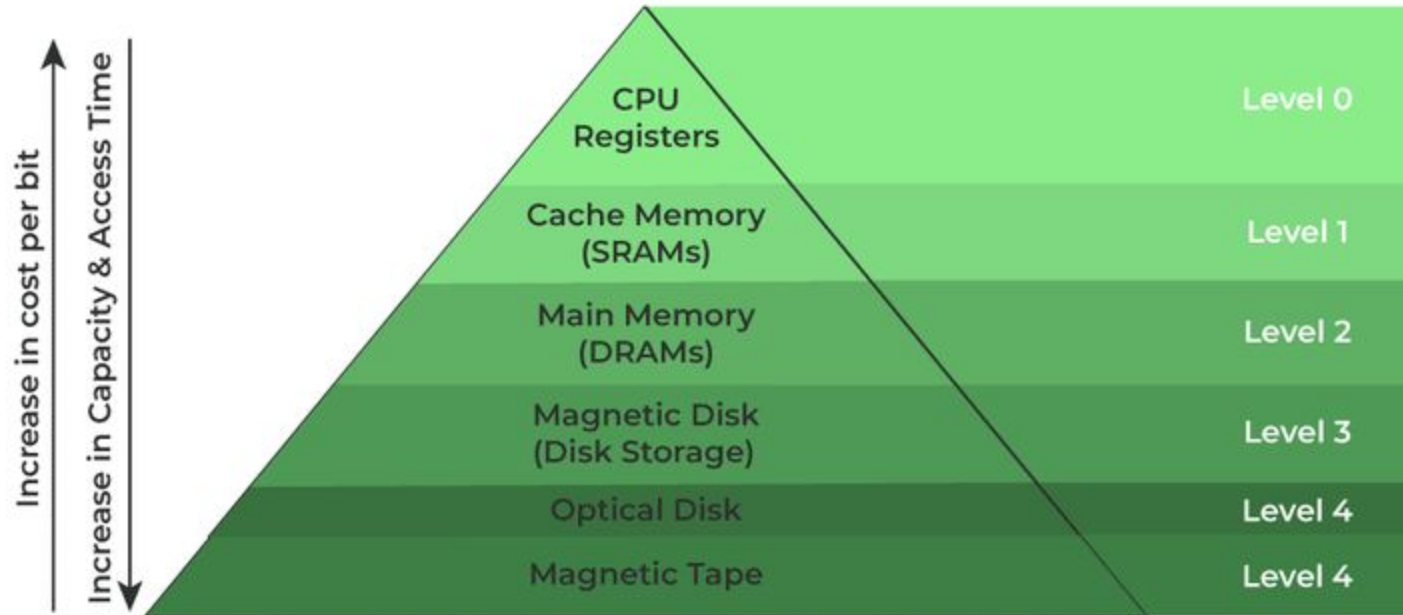 Increase in cost per bit
Increase in Capacity & Access Time
CPU
Registers
Level 0
Cache Memory
(SRAMs)
Level 1
Main Memory
(DRAMs)
Level 2
Magnetic Disk
(Disk Storage)
Level 3
Optical Disk
Level 4
Magnetic Tape
Level 4